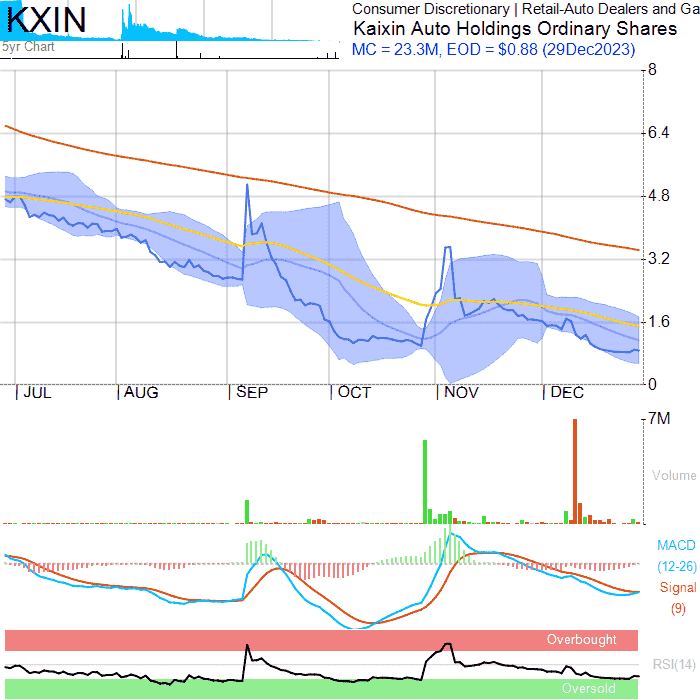 KXIN
5yr Chart
Consumer Discretionary | Retail-Auto Dealers and Ga
Kaixin Auto Holdings Ordinary Shares
MC = 23.3M, EOD = $0.88 (29Dec2023)
8
6.4
4.8
3.2
1.6
0
JUL AUG SEP OCT NOV DEC
7M
Volume
MACD
(12-26)
Signal
(9)
Overbought
RSI(14)
Oversold